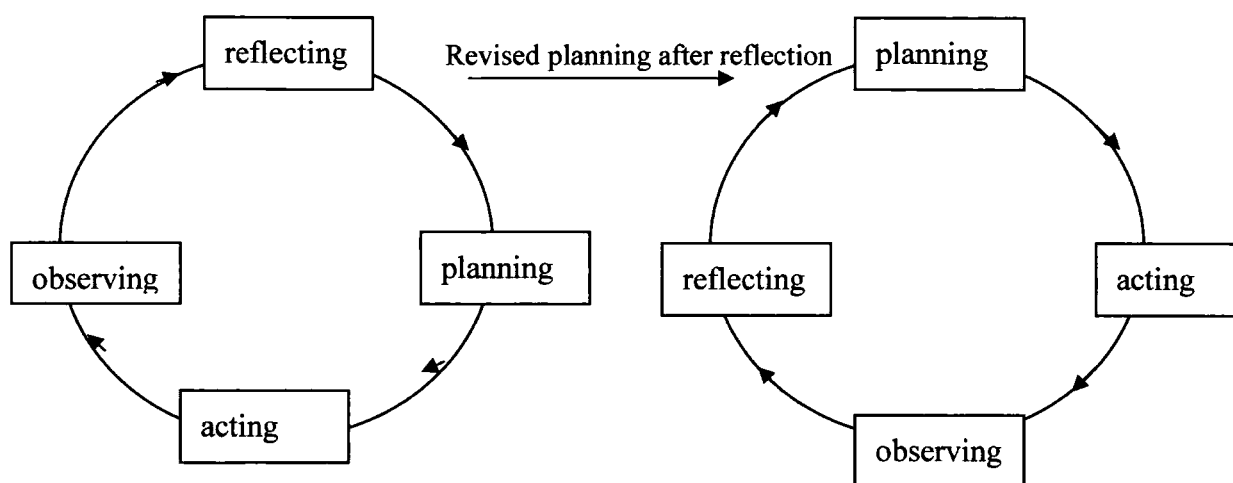 reflecting
Revised planning after reflection
planning
observing
planning
reflecting
acting
acting
observing